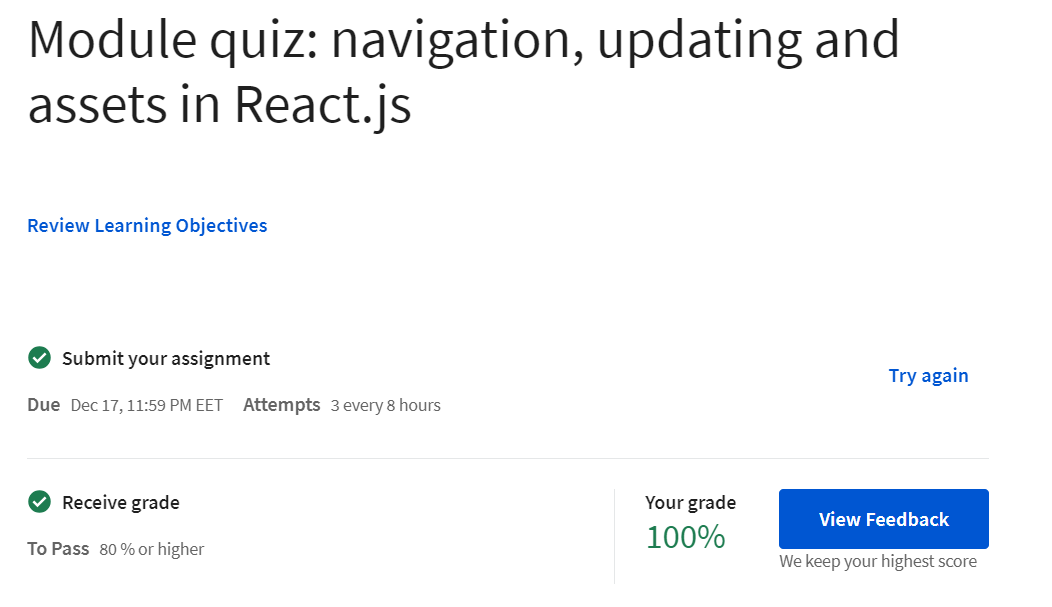 Module quiz: navigation, updating and
assets in React.js
Review Learning Objectives
Submit your assignment
Try again
Due Dec 17, 11:59 PM EET Attempts 3 every 8 hours
Receive grade
To Pass 80 % or higher
Your grade
100%
View Feedback
We keep your highest score